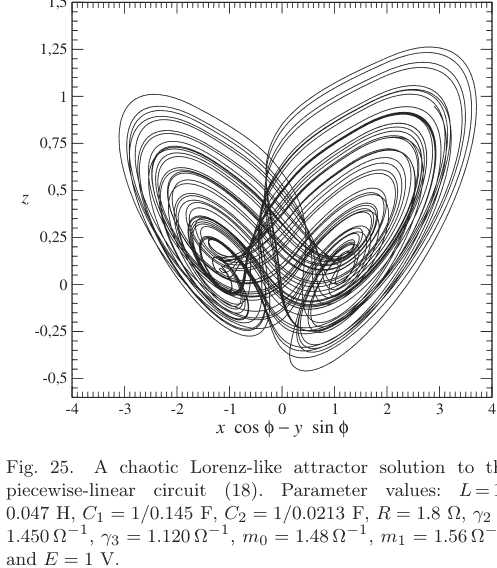 1,5
1,25
1
0,75
z
0,5
0,25
0
-0,25
-0,5
-4 -3 -2 -1 0 1 2 3 4
x cos ϕ − y sin ϕ
Fig. 25. A chaotic Lorenz-like attractor solution to
piecewise-linear circuit (18). Parameter values: L = 1
0.047 H, C₁ = 1/0.145 F, C₂ = 1/0.0213 F, R = 1.8 Ω, γ₂
1.450 Ω⁻¹, γ₃ = 1.120 Ω⁻¹, m₀ = 1.48 Ω⁻¹, m₁ = 1.56 Ω⁻
and E = 1 V.